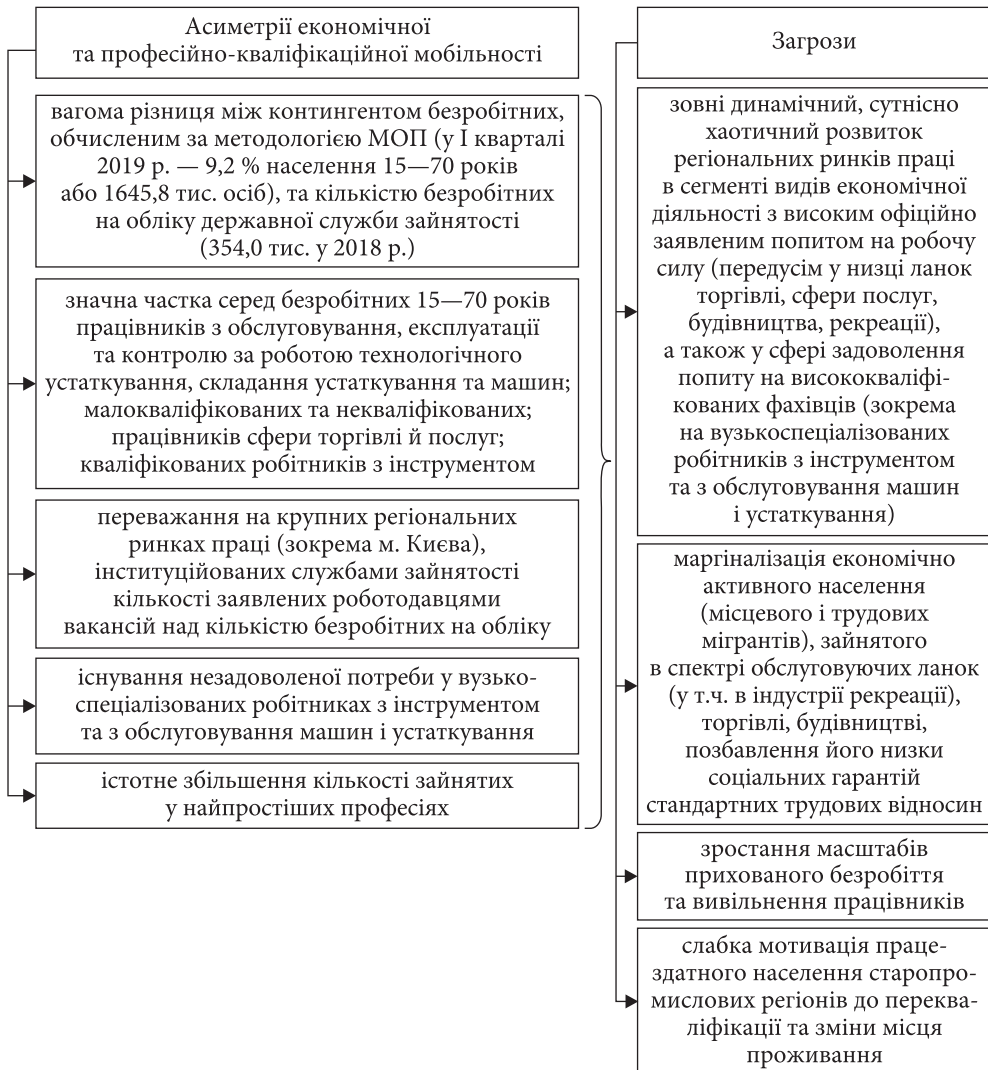 Асиметрії економічної
та професійно-кваліфікаційної мобільності
вагома різниця між контингентом безробітних,
обчисленим за методологією МОП (у І кварталі
2019 р. — 9,2 % населення 15—70 років
або 1645,8 тис. осіб), та кількістю безробітних
на обліку державної служби зайнятості
(354,0 тис. у 2018 р.)
значна частка серед безробітних 15—70 років
працівників з обслуговування, експлуатації
та контролю за роботою технологічного
устаткування, складання устаткування та машин;
малокваліфікованих та некваліфікованих;
працівників сфери торгівлі й послуг;
кваліфікованих робітників з інструментом
переважання на крупних регіональних
ринках праці (зокрема м. Києва),
інституційованих службами зайнятості
кількості заявлених роботодавцями
вакансій над кількістю безробітних на обліку
існування незадоволеної потреби у вузько-
спеціалізованих робітниках з інструментом
та з обслуговування машин і устаткування
істотне збільшення кількості зайнятих
у найпростіших професіях
Загрози
зовні динамічний, сутнісно
хаотичний розвиток
регіональних ринків праці
в сегменті видів економічної
діяльності з високим офіційно
заявленим попитом на робочу
силу (передусім у низці ланок
торгівлі, сфери послуг,
будівництва, рекреації),
а також у сфері задоволення
попиту на висококваліфі-
кованих фахівців (зокрема
на вузькоспеціалізованих
робітників з інструментом
та з обслуговування машин
і устаткування)
маргіналізація економічно
активного населення
(місцевого і трудових
мігрантів), зайнятого
в спектрі обслуговуючих ланок
(у т.ч. в індустрії рекреації),
торгівлі, будівництві,
позбавлення його низки
соціальних гарантій
стандартних трудових відносин
зростання масштабів
прихованого безробіття
та вивільнення працівників
слабка мотивація праце-
здатного населення старопро-
мислових регіонів до переква-
ліфікації та зміни місця
проживання